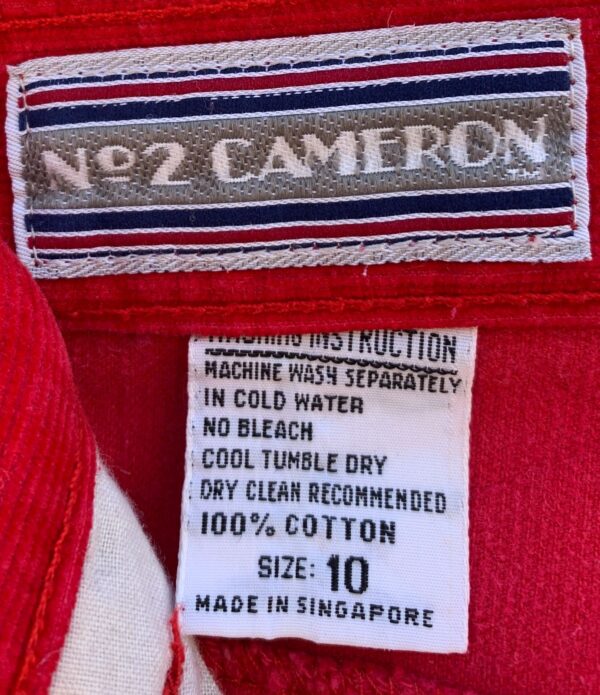 No2 CAMERON TM
WASHING INSTRUCTION
MACHINE WASH SEPARATELY
IN COLD WATER
NO BLEACH
COOL TUMBLE DRY
DRY CLEAN RECOMMENDED
100% COTTON
SIZE: 10
MADE IN SINGAPORE